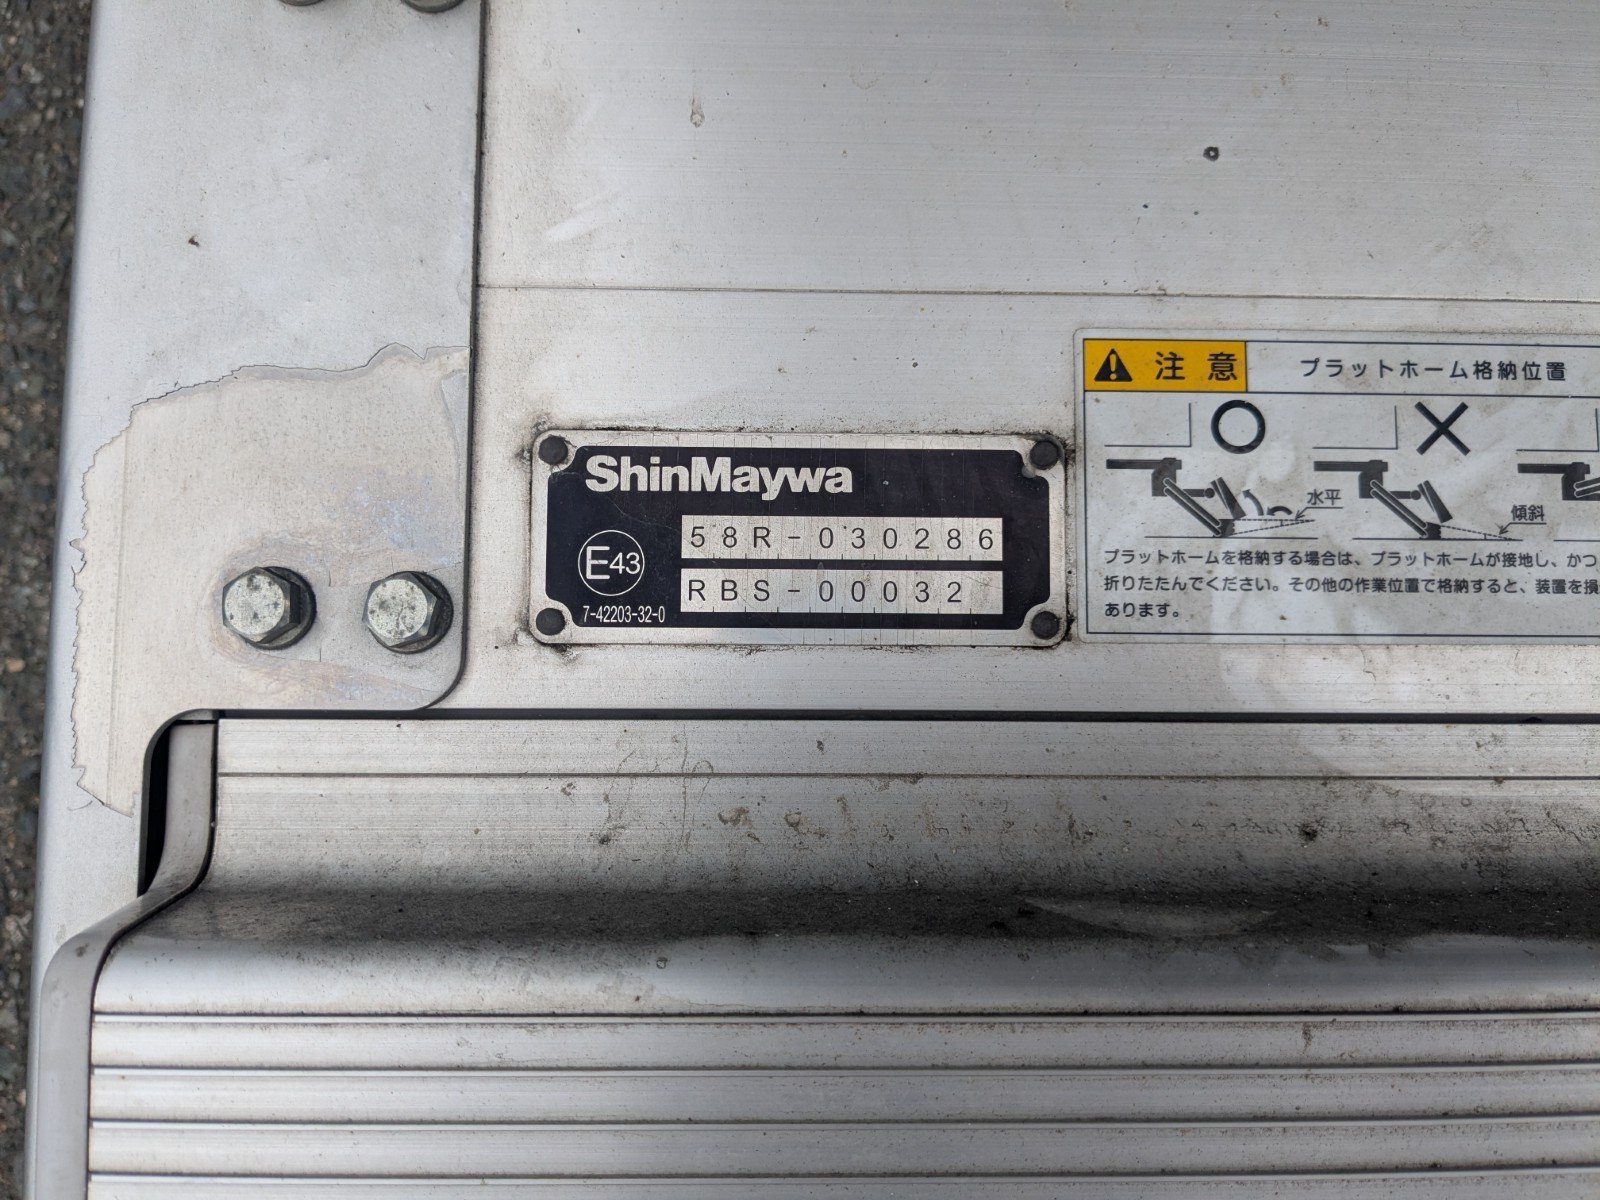 ShinMaywa
58R-030286
E43
RBS-00032
7-42203-32-0
注意
プラットホーム格納位置
水平
傾斜
プラットホームを格納する場合は、プラットホームが接地し、かつ
折りたたんでください。その他の作業位置で格納すると、装置を損
あります。